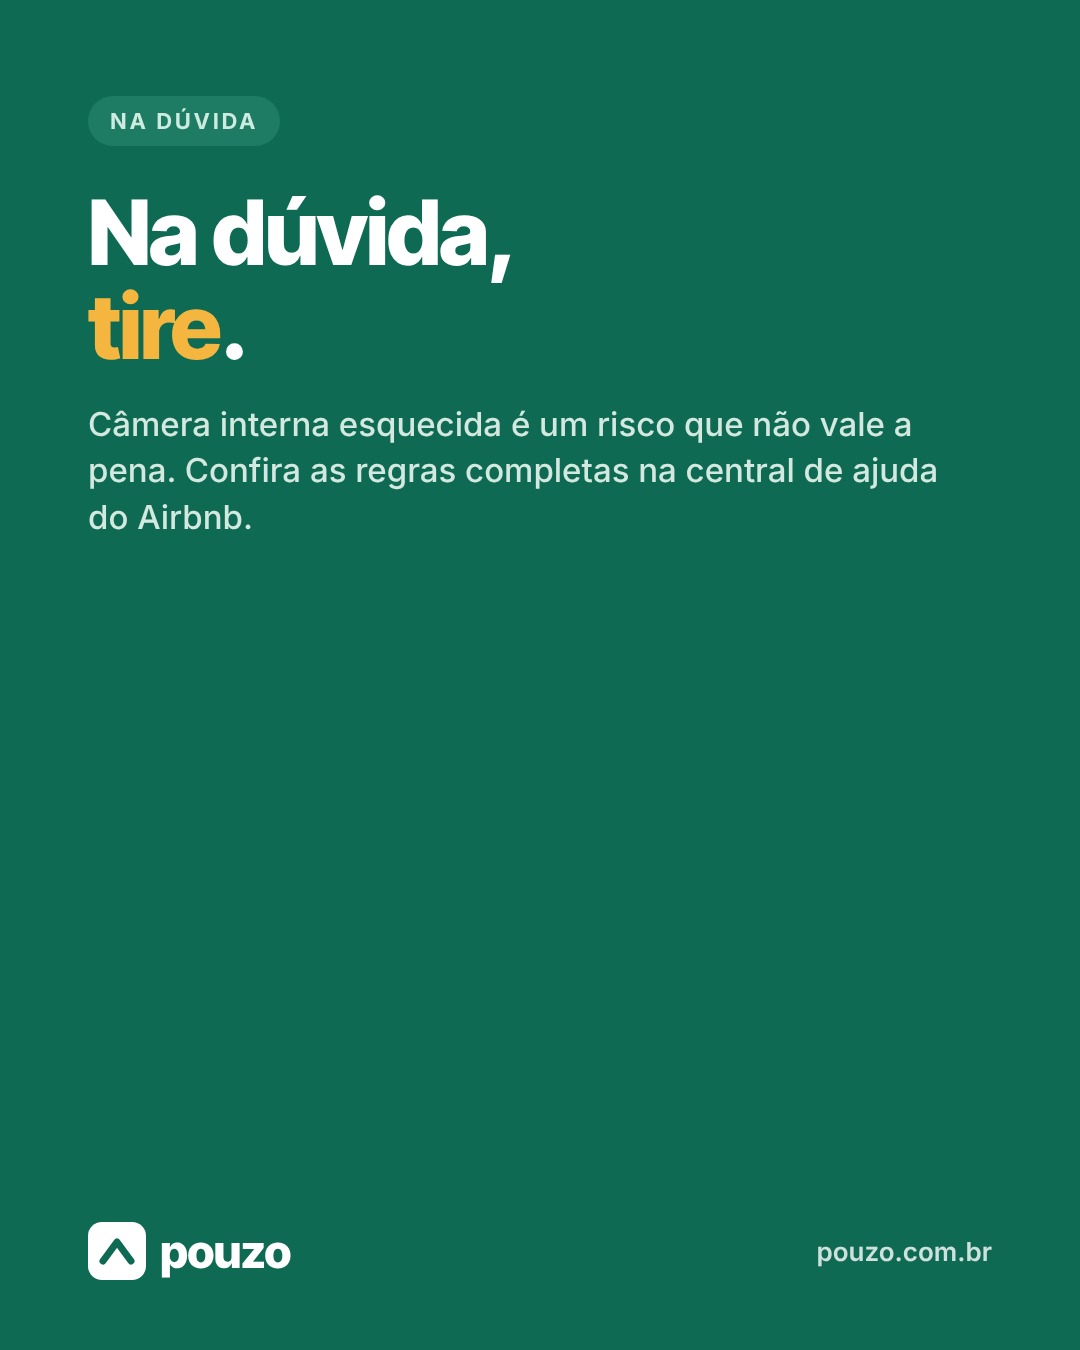 NA DÚVIDA
Na dúvida,
tire.
Câmera interna esquecida é um risco que não vale a
pena. Confira as regras completas na central de ajuda
do Airbnb.
pouzo
pouzo.com.br